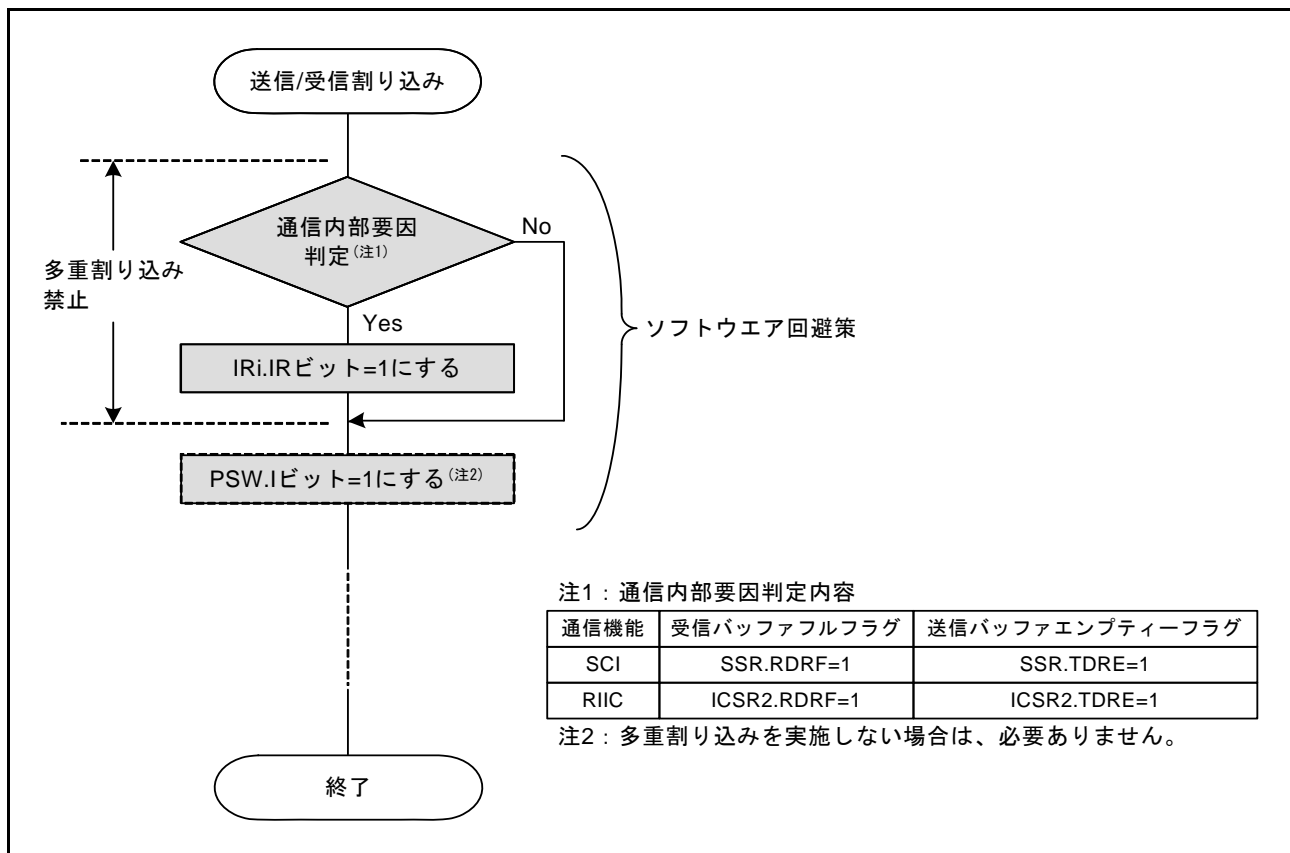 送信/受信割り込み
通信内部要因
判定(注1)
No
多重割り込み
禁止
Yes
ソフトウエア回避策
IRi.IRビット=1にする
PSW.Iビット=1にする(注2)
注1：通信内部要因判定内容
通信機能 受信バッファフルフラグ 送信バッファエンプティーフラグ
SCI SSR.RDRF=1 SSR.TDRE=1
RIIC ICSR2.RDRF=1 ICSR2.TDRE=1
注2：多重割り込みを実施しない場合は、必要ありません。
終了